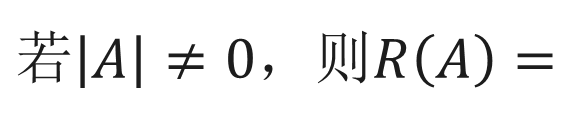 若|A| ≠ 0，则R(A) =